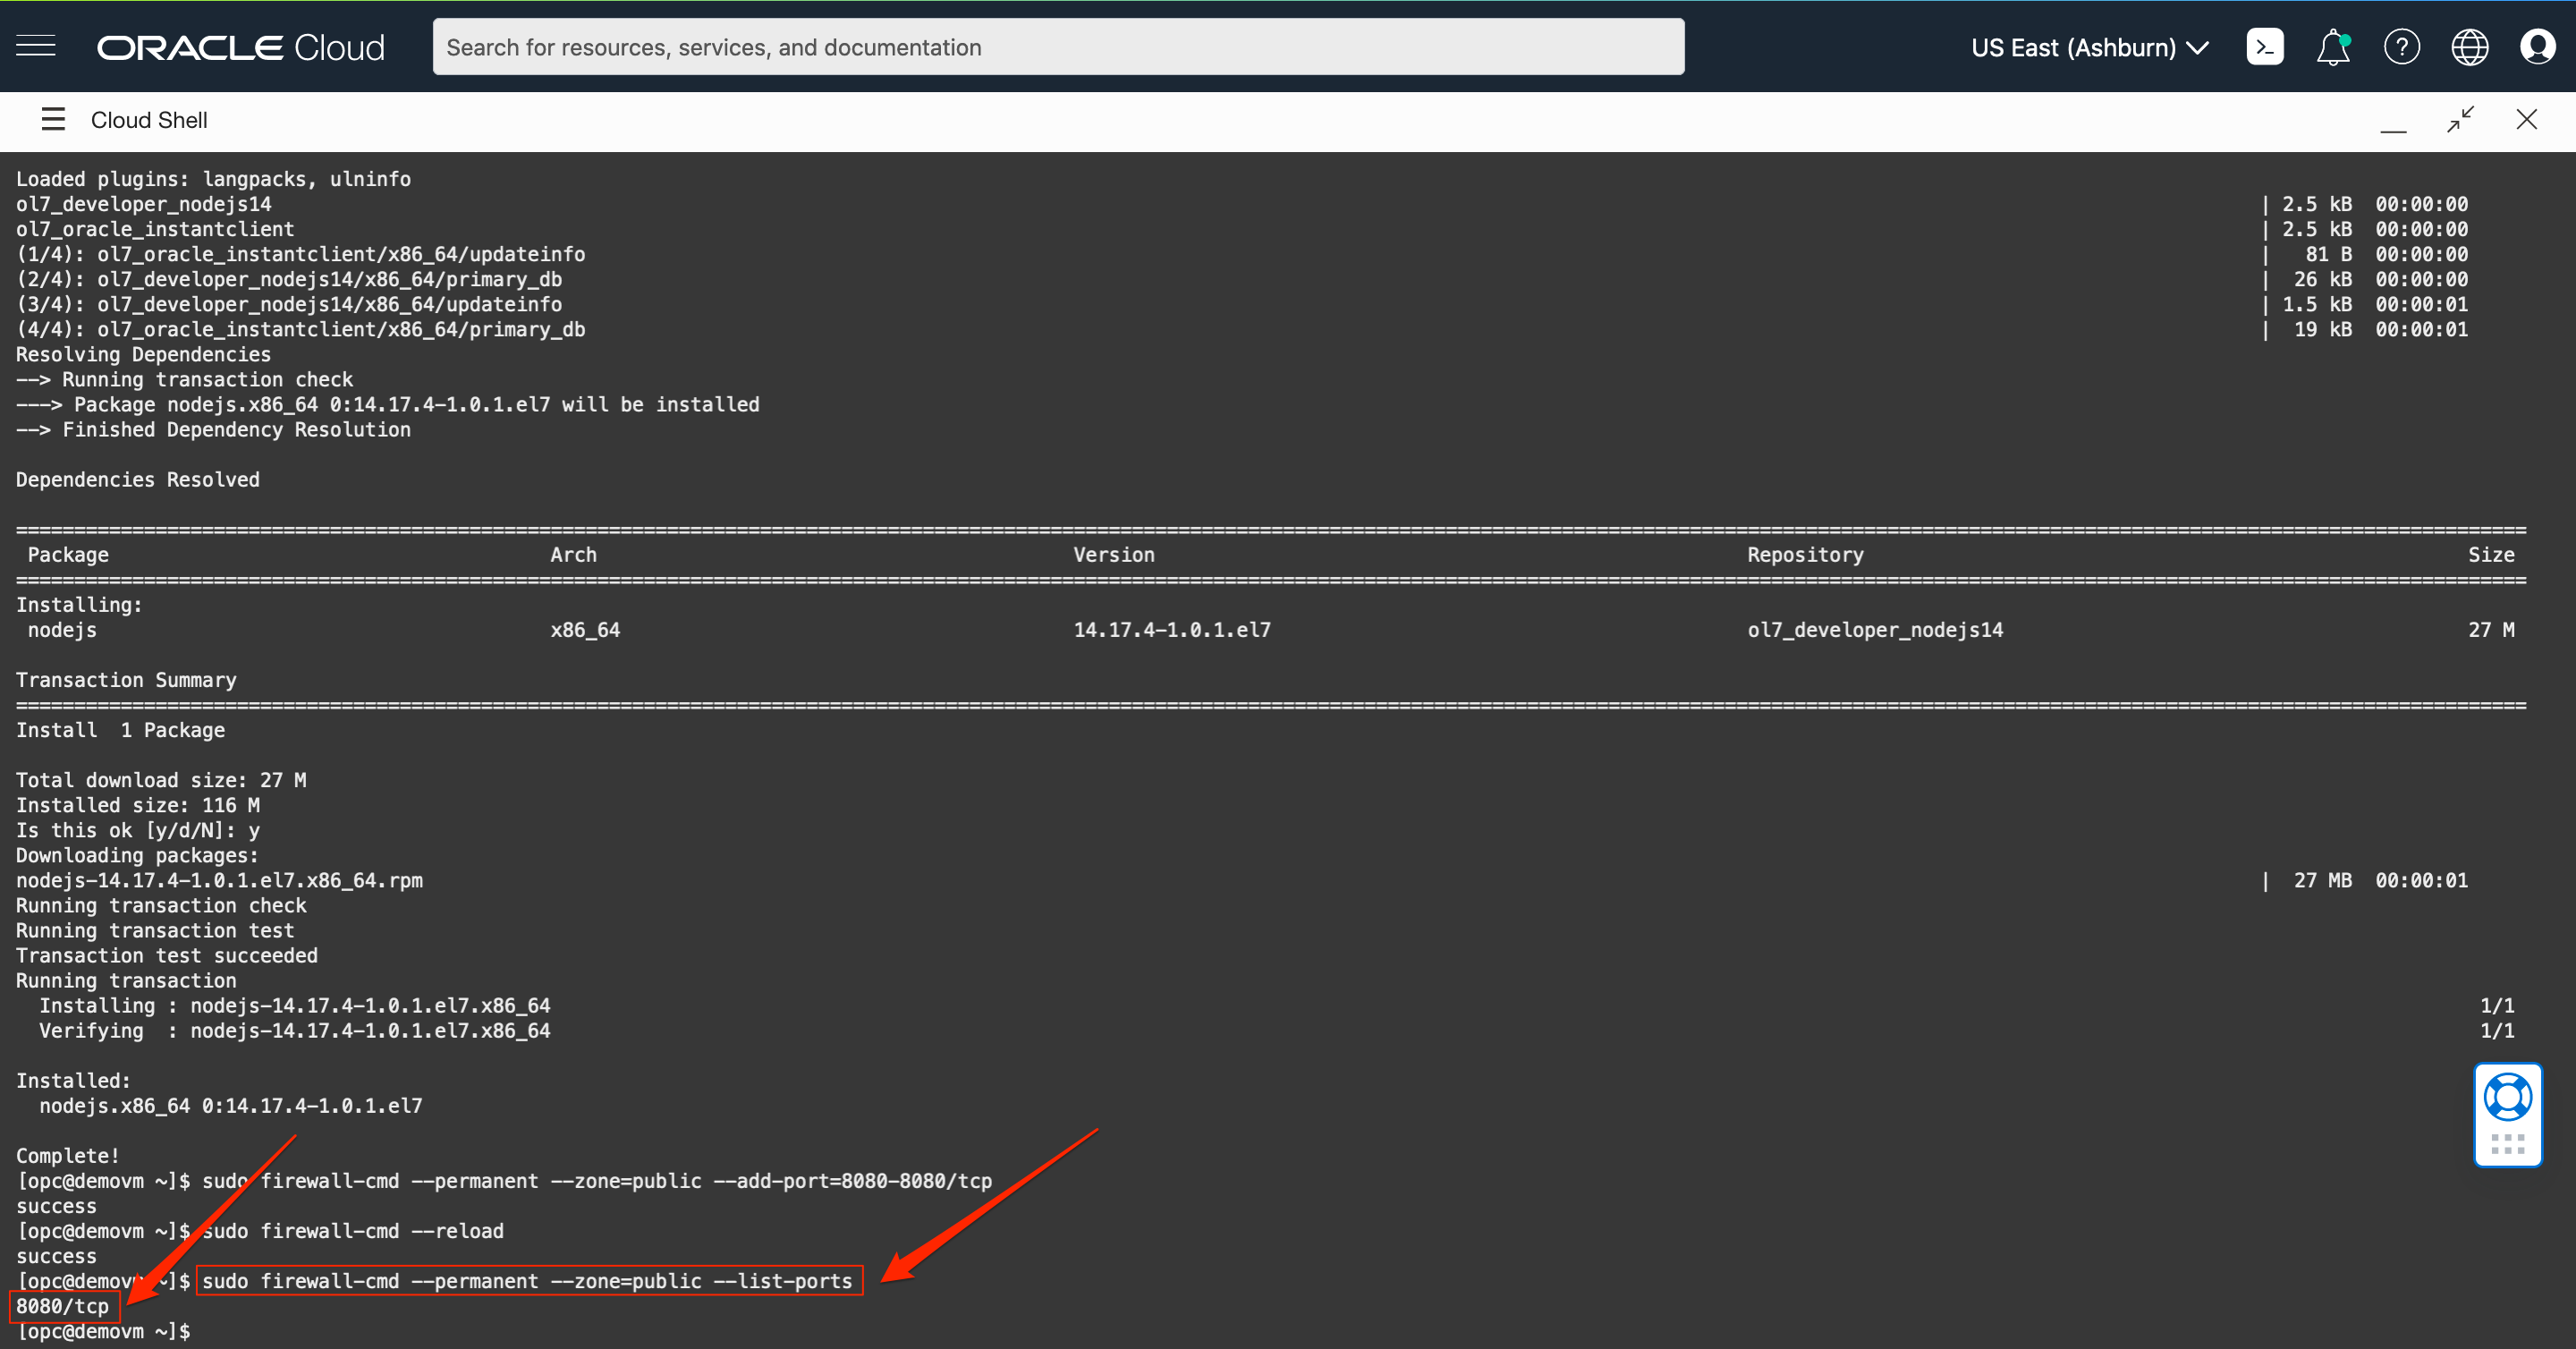 ORACLE Cloud
Search for resources, services, and documentation
US East (Ashburn)
Cloud Shell
Loaded plugins: langpacks, ulninfo
ol7_developer_nodejs14 | 2.5 kB 00:00:00
ol7_oracle_instantclient | 2.5 kB 00:00:00
(1/4): ol7_oracle_instantclient/x86_64/updateinfo | 81 B 00:00:00
(2/4): ol7_developer_nodejs14/x86_64/primary_db | 26 kB 00:00:00
(3/4): ol7_developer_nodejs14/x86_64/updateinfo | 1.5 kB 00:00:01
(4/4): ol7_oracle_instantclient/x86_64/primary_db | 19 kB 00:00:01
Resolving Dependencies
--> Running transaction check
---> Package nodejs.x86_64 0:14.17.4-1.0.1.el7 will be installed
--> Finished Dependency Resolution
Dependencies Resolved
Package Arch Version Repository Size
Installing:
nodejs x86_64 14.17.4-1.0.1.el7 ol7_developer_nodejs14 27 M
Transaction Summary
Install 1 Package
Total download size: 27 M
Installed size: 116 M
Is this ok [y/d/N]: y
Downloading packages:
nodejs-14.17.4-1.0.1.el7.x86_64.rpm | 27 MB 00:00:01
Running transaction check
Running transaction test
Transaction test succeeded
Running transaction
Installing : nodejs-14.17.4-1.0.1.el7.x86_64 1/1
Verifying : nodejs-14.17.4-1.0.1.el7.x86_64 1/1
Installed:
nodejs.x86_64 0:14.17.4-1.0.1.el7
Complete!
[opc@demovm ~]$ sudo firewall-cmd --permanent --zone=public --add-port=8080-8080/tcp
success
[opc@demovm ~]$ sudo firewall-cmd --reload
success
[opc@demovm ~]$ sudo firewall-cmd --permanent --zone=public --list-ports
8080/tcp
[opc@demovm ~]$